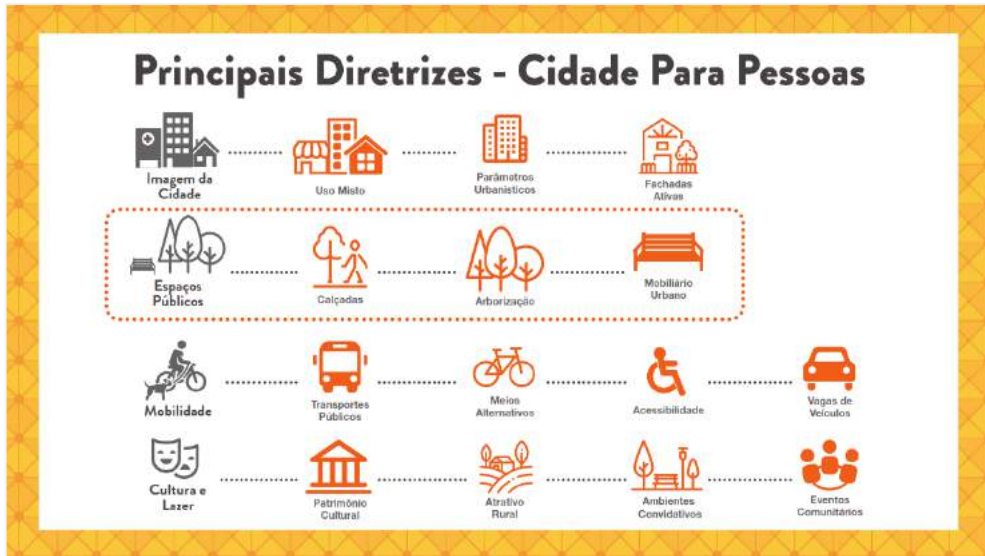 Principais Diretrizes - Cidade Para Pessoas
Imagem da
Cidade
Uso Misto
Parâmetros
Urbanísticos
Fachadas
Ativas
Espaços
Públicos
Calçadas
Arborização
Mobiliário
Urbano
Mobilidade
Transportes
Públicos
Meios
Alternativos
Acessibilidade
Vagas de
Veículos
Cultura e
Lazer
Patrimônio
Cultural
Atrativo
Rural
Ambientes
Convidativos
Eventos
Comunitários